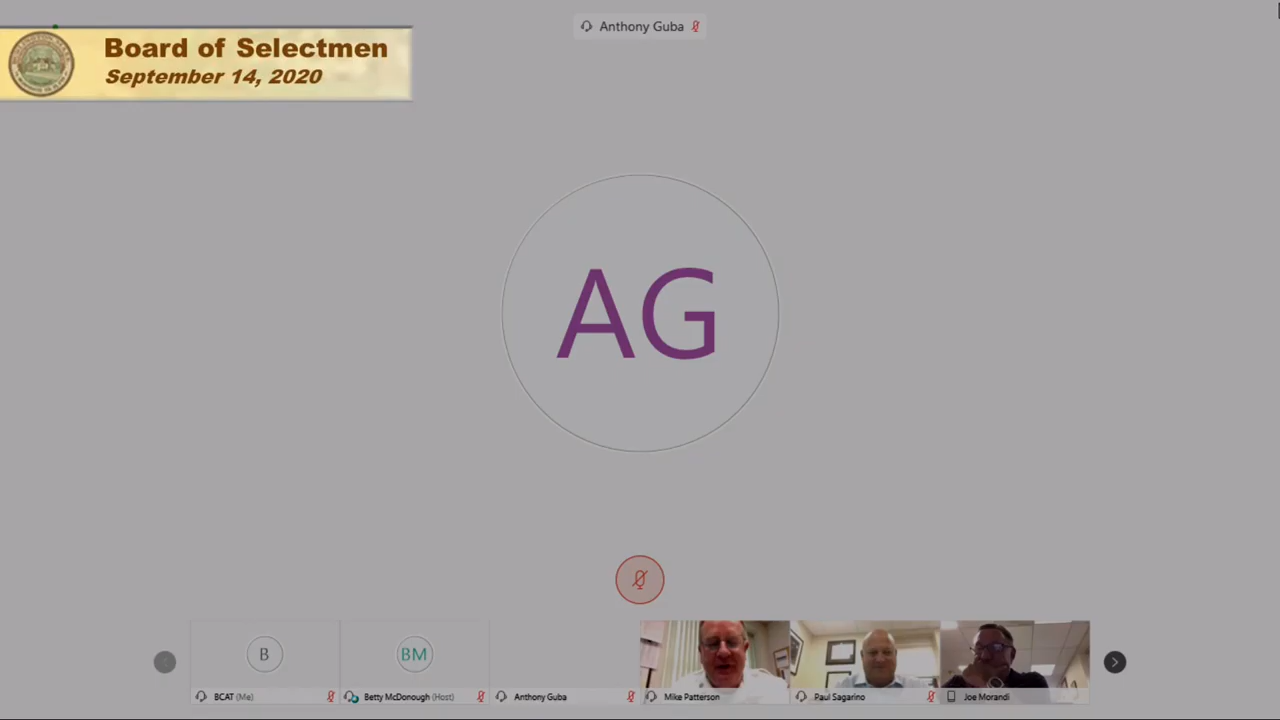 Anthony Guba
Board of Selectmen
September 14, 2020
AG
B
BM
BCAT (Me)
Betty McDonough (Host)
Anthony Guba
Mike Patterson
Paul Sagarino
Joe Morandi